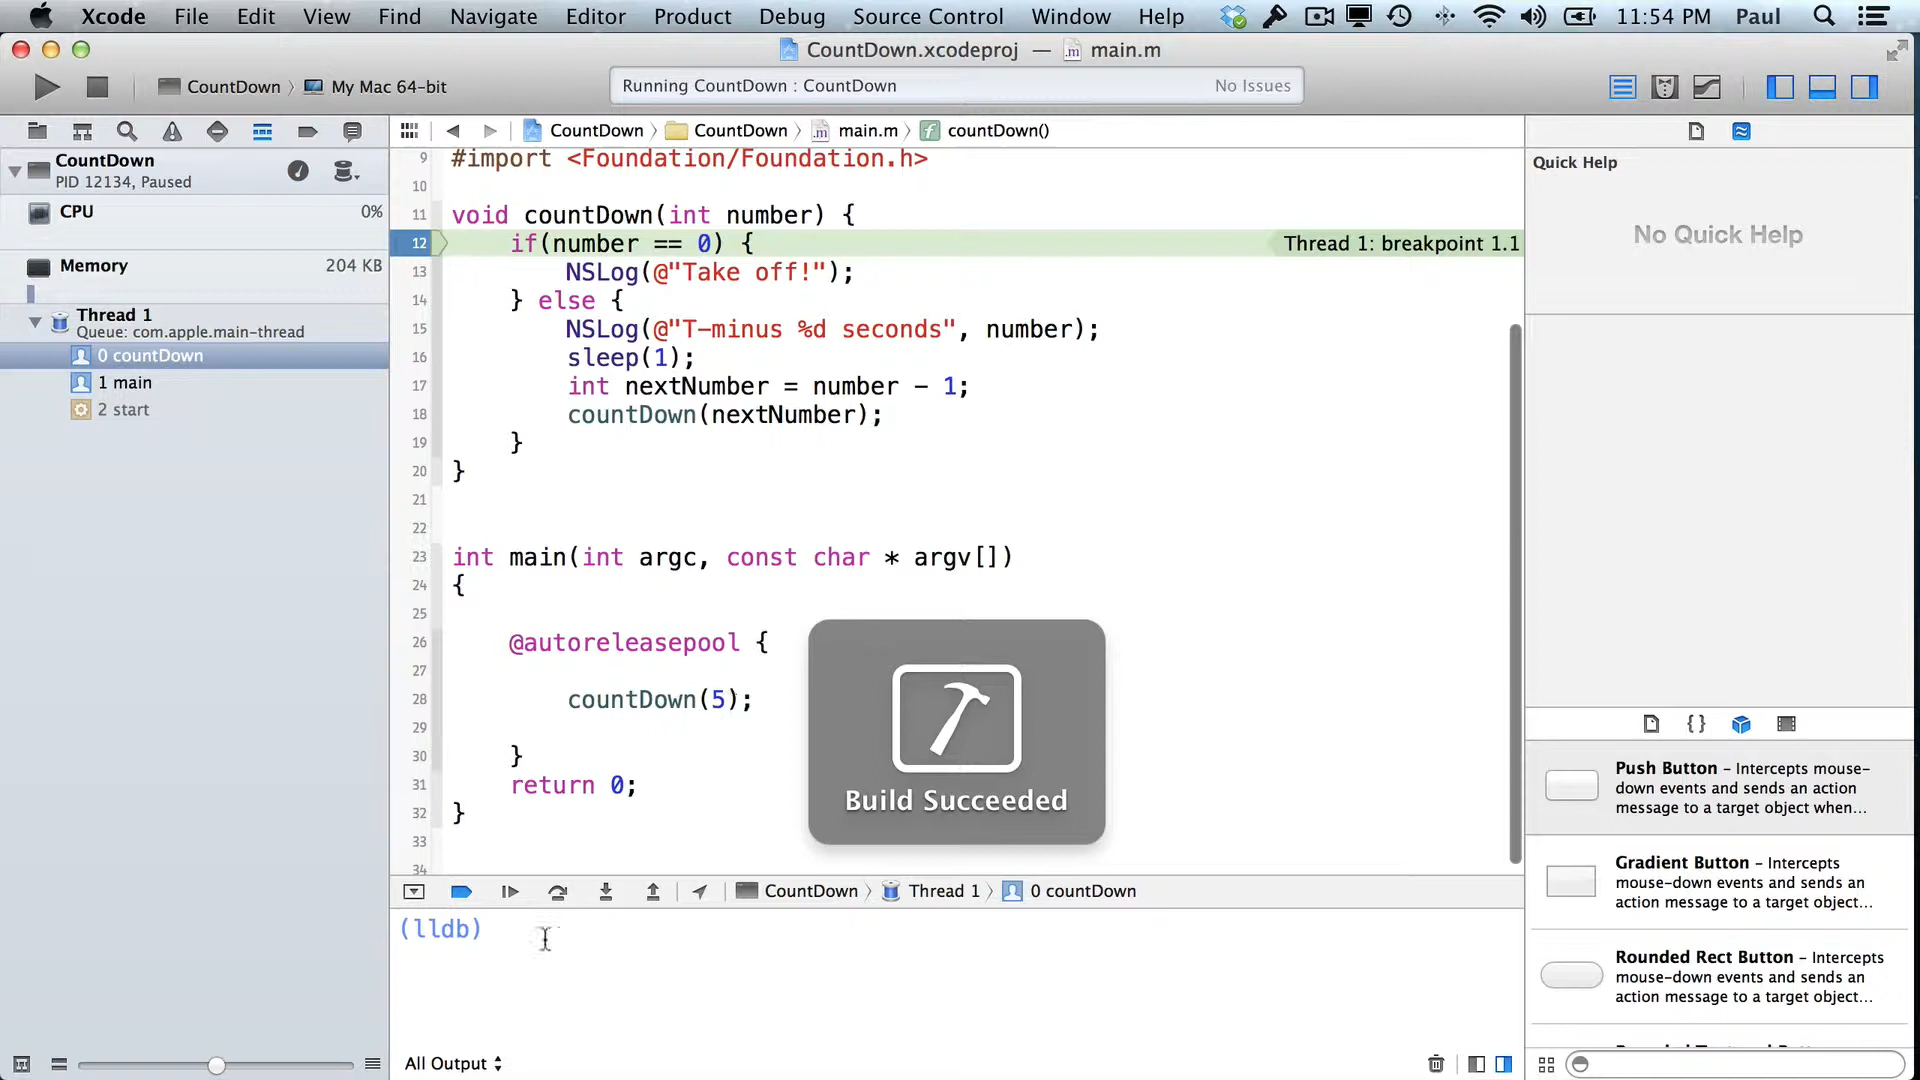 Xcode File Edit View Find Navigate Editor Product Debug Source Control Window Help 11:54 PM Paul
CountDown.xcodeproj — main.m
CountDown My Mac 64-bit
Running CountDown : CountDown No Issues
CountDown
PID 12134, Paused
CPU 0%
Memory 204 KB
Thread 1
Queue: com.apple.main-thread
0 countDown
1 main
2 start
CountDown CountDown main.m f countDown()
9 #import <Foundation/Foundation.h>
10
11 void countDown(int number) {
12 if(number == 0) { Thread 1: breakpoint 1.1
13 NSLog(@"Take off!");
14 } else {
15 NSLog(@"T-minus %d seconds", number);
16 sleep(1);
17 int nextNumber = number - 1;
18 countDown(nextNumber);
19 }
20 }
21
22
23 int main(int argc, const char * argv[])
24 {
25
26 @autoreleasepool {
27
28 countDown(5);
29
30 }
31 return 0;
32 }
33
34
Build Succeeded
CountDown Thread 1 0 countDown
(lldb)
All Output
Quick Help
No Quick Help
{ }
Push Button – Intercepts mouse-
down events and sends an action
message to a target object when...
Gradient Button – Intercepts
mouse-down events and sends an
action message to a target object...
Rounded Rect Button – Intercepts
mouse-down events and sends an
action message to a target object...